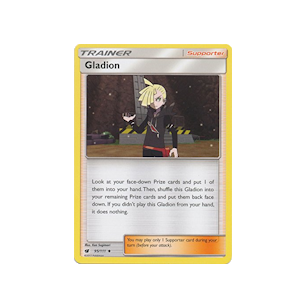 TRAINER Supporter
Gladion
Look at your face-down Prize cards and put 1 of
them into your hand. Then, shuffle this Gladion into
your remaining Prize cards and put them back face
down. If you didn't play this Gladion from your hand,
it does nothing.
You may play only 1 Supporter card during your
turn (before your attack).